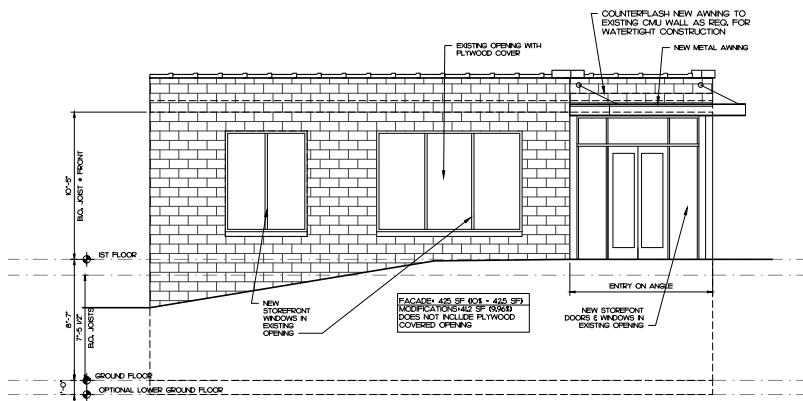 COUNTERFLASH NEW AWNING TO
EXISTING CMU WALL AS REQ. FOR
WATERTIGHT CONSTRUCTION
NEW METAL AWNING
EXISTING OPENING WITH
PLYWOOD COVER
10'-5"
B.O. JOIST @ FRONT
1ST FLOOR
8'-7"
7'-5 1/2"
B.O. JOISTS
NEW
STOREFRONT
WINDOWS IN
EXISTING
OPENING
FACADE: 425 SF (10% = 42.5 SF)
MODIFICATIONS: 41.2 SF (9.96%)
DOES NOT INCLUDE PLYWOOD
COVERED OPENING
ENTRY ON ANGLE
NEW STOREFONT
DOORS & WINDOWS IN
EXISTING OPENING
GROUND FLOOR
1'-0"
OPTIONAL LOWER GROUND FLOOR